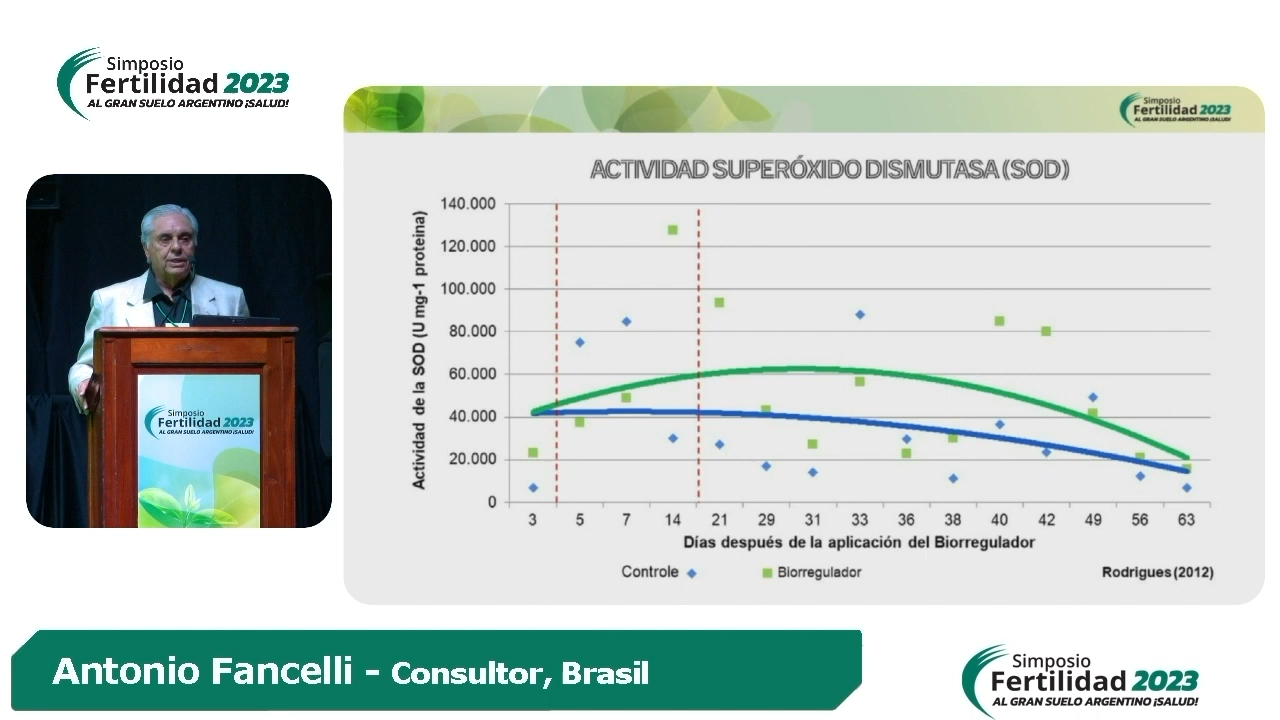 Simposio
Fertilidad 2023
AL GRAN SUELO ARGENTINO ¡SALUD!
Simposio
Fertilidad 2023
AL GRAN SUELO ARGENTINO ¡SALUD!
ACTIVIDAD SUPERÓXIDO DISMUTASA (SOD)
Actividad de la SOD (U mg-1 proteina)
140.000
120.000
100.000
80.000
60.000
40.000
20.000
0
3 5 7 14 21 29 31 33 36 38 40 42 49 56 63
Días después de la aplicación del Biorregulador
Controle Biorregulador
Rodrigues (2012)
Simposio
Fertilidad 2023
AL GRAN SUELO ARGENTINO ¡SALUD!
Antonio Fancelli - Consultor, Brasil
Simposio
Fertilidad 2023
AL GRAN SUELO ARGENTINO ¡SALUD!